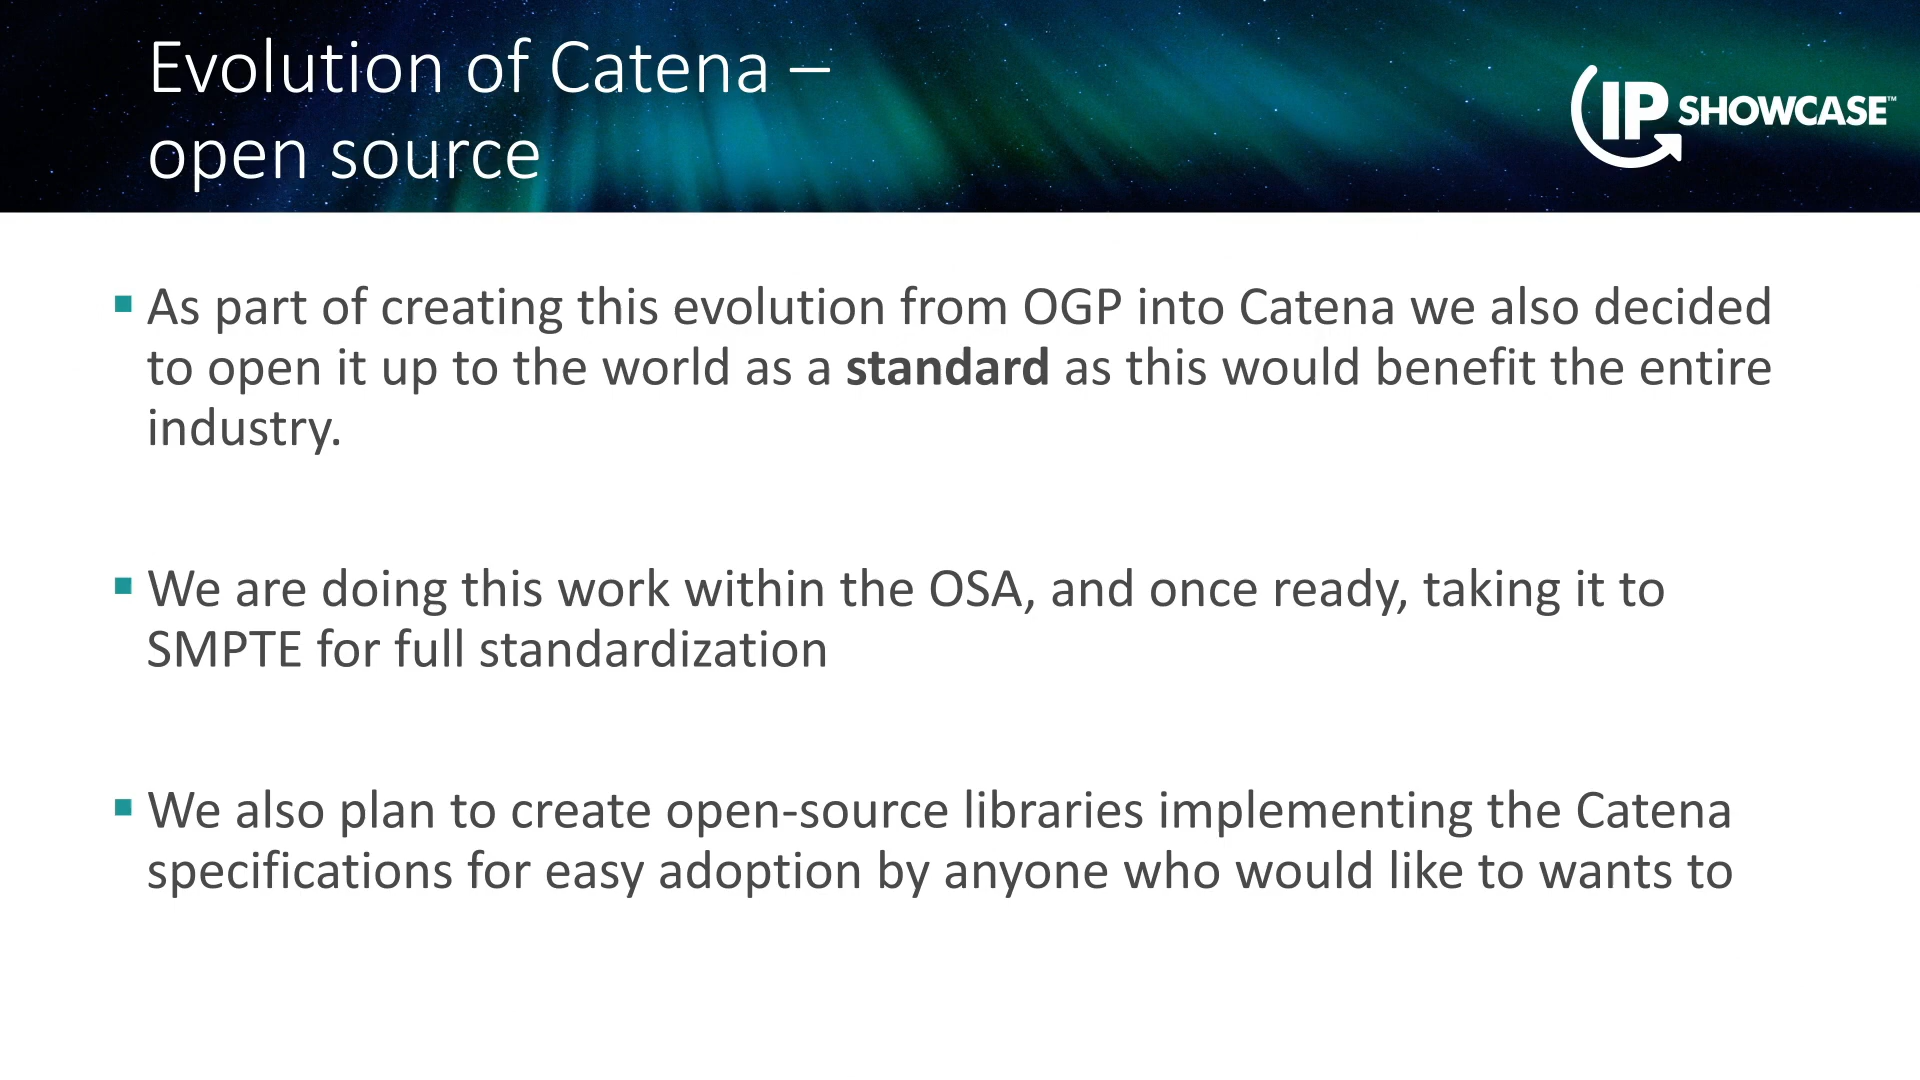 Evolution of Catena –
open source
IP SHOWCASE™
As part of creating this evolution from OGP into Catena we also decided
to open it up to the world as a standard as this would benefit the entire
industry.
We are doing this work within the OSA, and once ready, taking it to
SMPTE for full standardization
We also plan to create open-source libraries implementing the Catena
specifications for easy adoption by anyone who would like to wants to